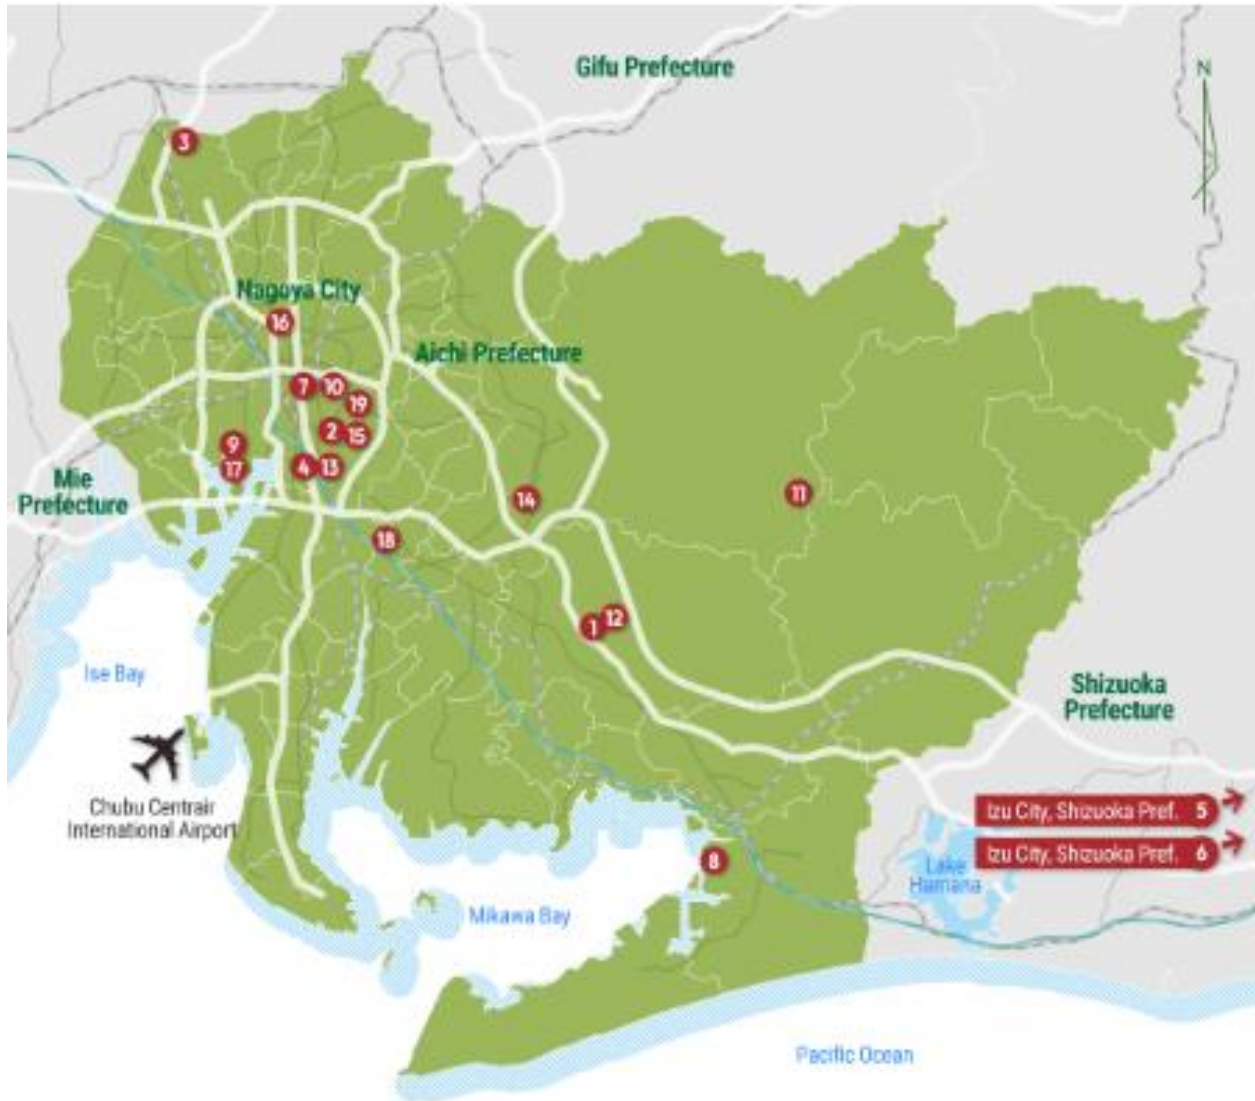 Gifu Prefecture
N
3
Nagoya City
16
Aichi Prefecture
7
10
19
2
15
9
17
4
13
Mie
Prefecture
14
11
18
1
12
Ise Bay
Shizuoka
Prefecture
Chubu Centrair
International Airport
Izu City, Shizuoka Pref. 5
Izu City, Shizuoka Pref. 6
8
Lake
Hamana
Mikawa Bay
Pacific Ocean